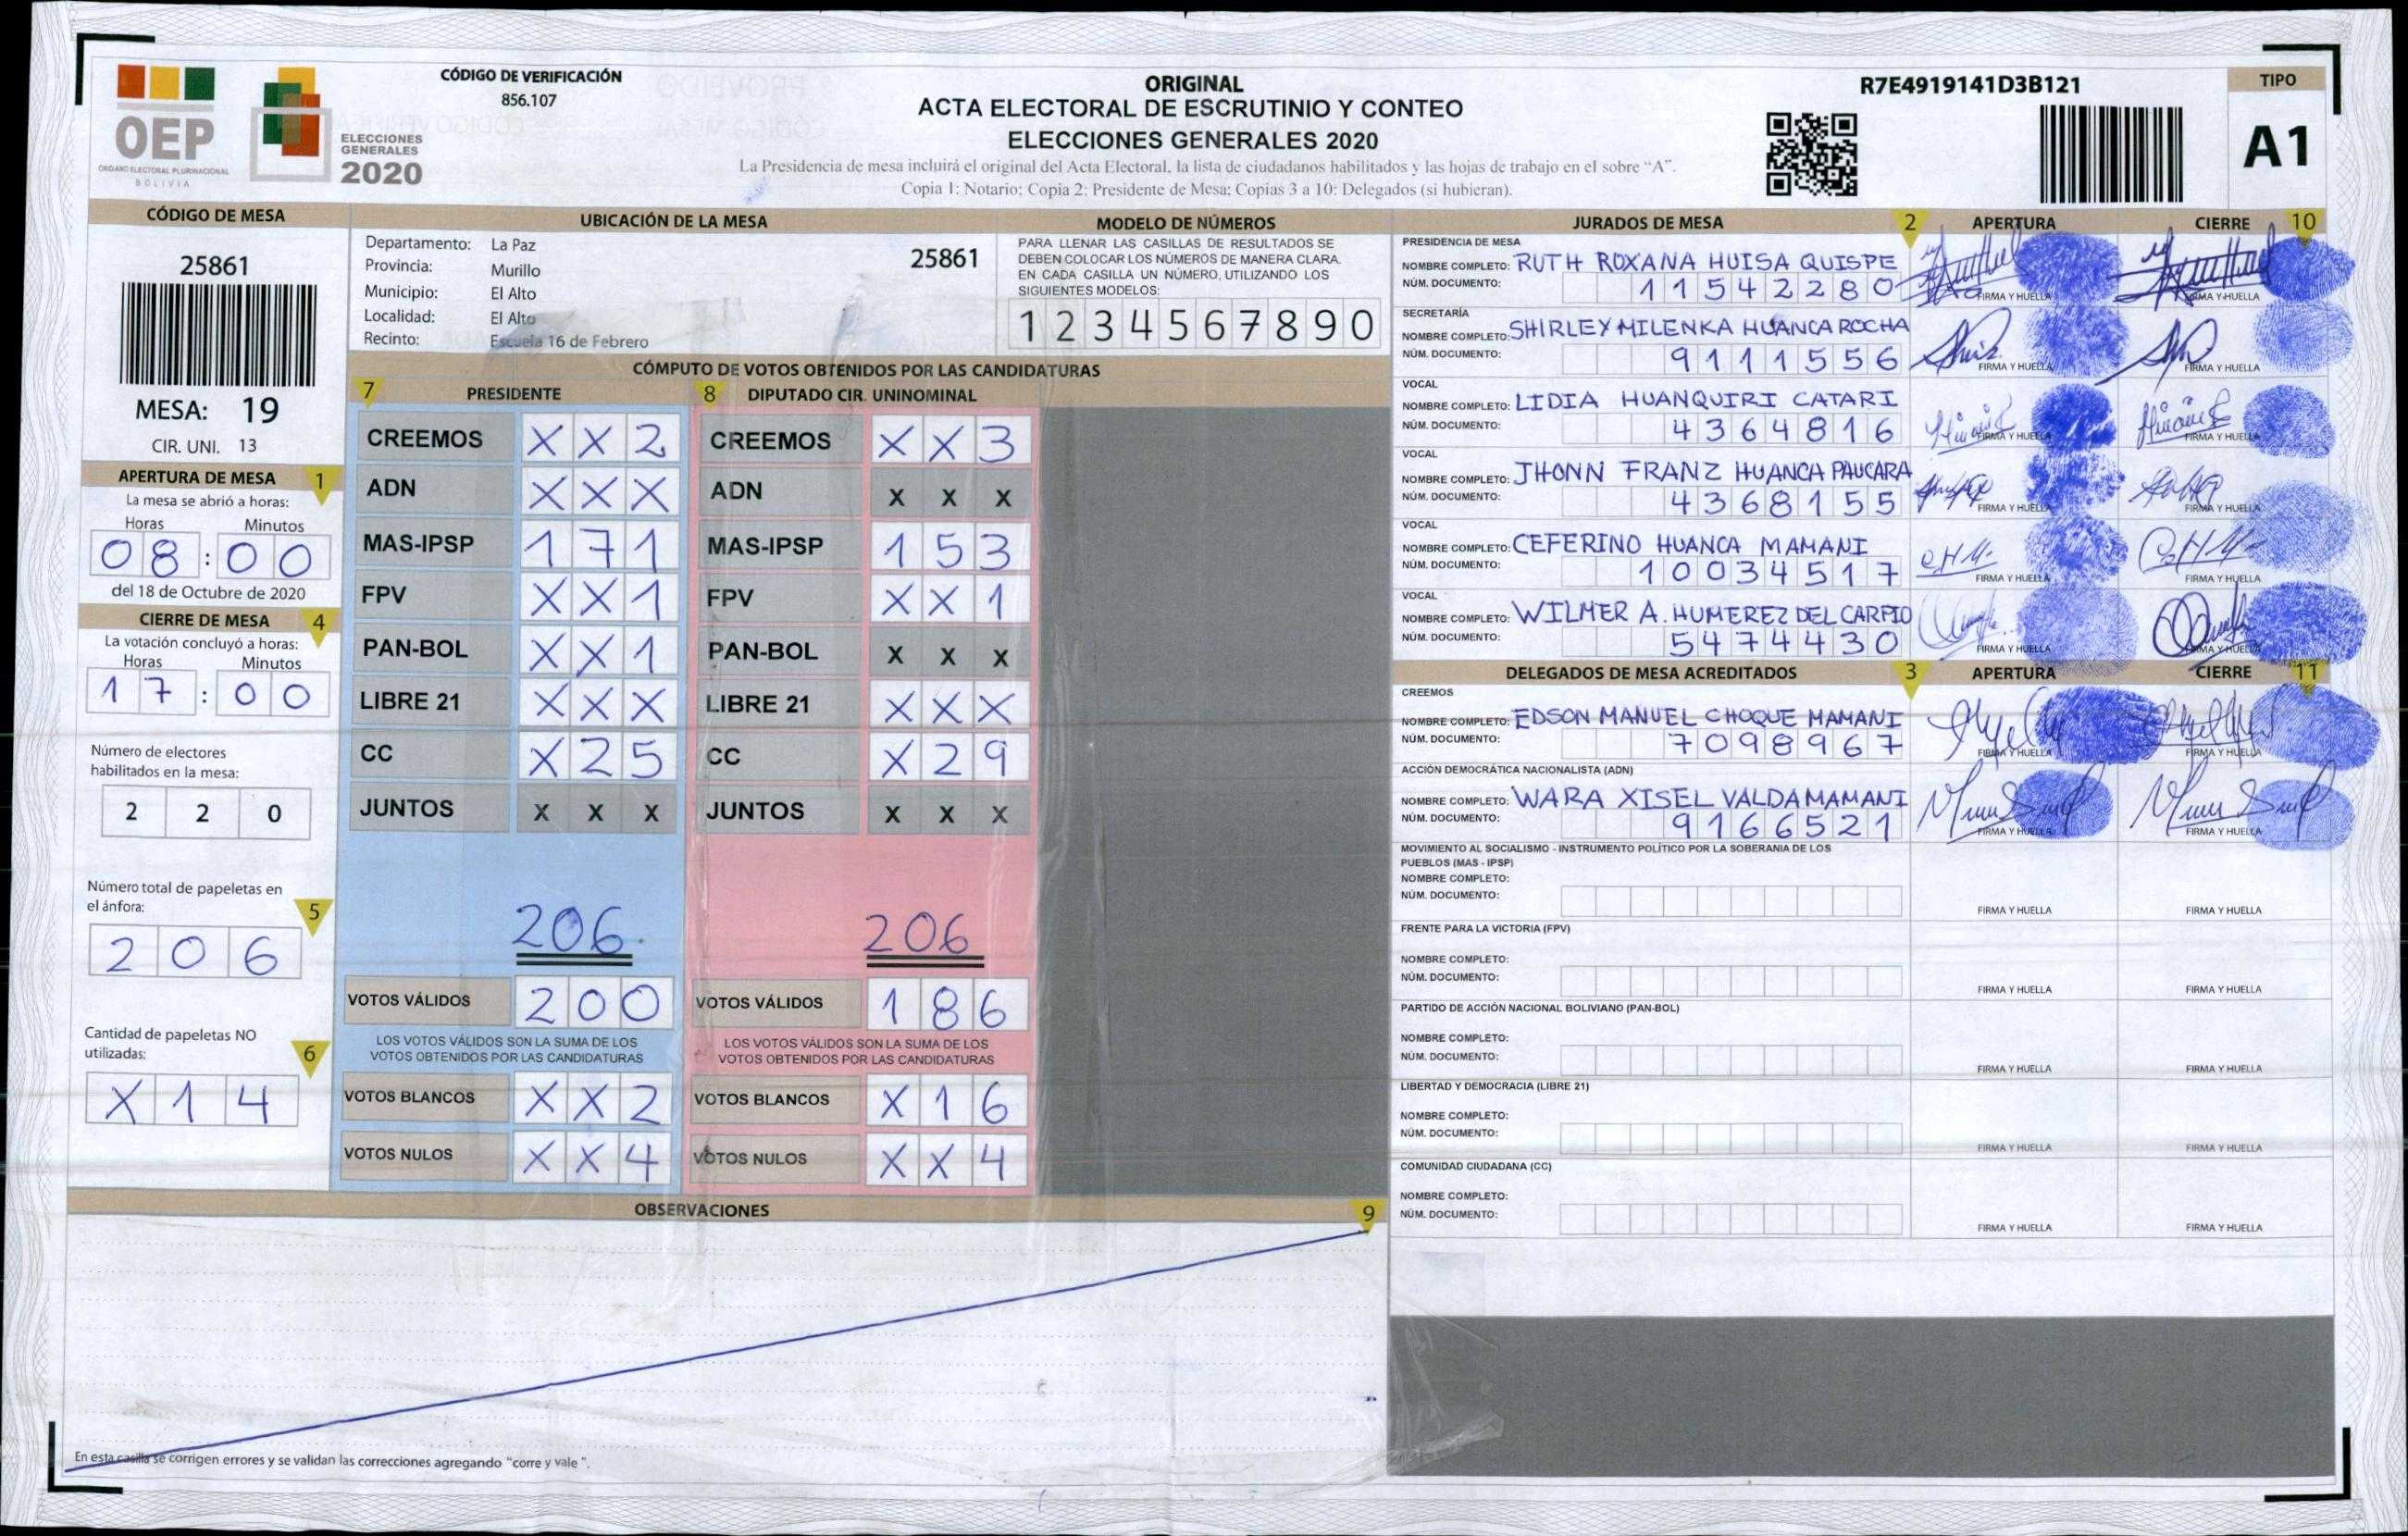 OEP
ORGANO ELECTORAL PLURINACIONAL
BOLIVIA
ELECCIONES
GENERALES
2020
CÓDIGO DE VERIFICACIÓN
856.107
ORIGINAL
ACTA ELECTORAL DE ESCRUTINIO Y CONTEO
ELECCIONES GENERALES 2020
La Presidencia de mesa incluirá el original del Acta Electoral, la lista de ciudadanos habilitados y las hojas de trabajo en el sobre “A”.
Copia 1: Notario; Copia 2: Presidente de Mesa; Copias 3 a 10: Delegados (si hubieran).
R7E4919141D3B121
TIPO
A1
CÓDIGO DE MESA
25861
MESA: 19
CIR. UNI. 13
APERTURA DE MESA 1
La mesa se abrió a horas:
Horas Minutos
08:00
del 18 de Octubre de 2020
CIERRE DE MESA 4
La votación concluyó a horas:
Horas Minutos
17:00
Número de electores
habilitados en la mesa:
2 2 0
Número total de papeletas en
el ánfora: 5
2 0 6
Cantidad de papeletas NO
utilizadas: 6
X 1 4
UBICACIÓN DE LA MESA
Departamento: La Paz 25861
Provincia: Murillo
Municipio: El Alto
Localidad: El Alto
Recinto: Escuela 16 de Febrero
MODELO DE NÚMEROS
PARA LLENAR LAS CASILLAS DE RESULTADOS SE
DEBEN COLOCAR LOS NÚMEROS DE MANERA CLARA.
EN CADA CASILLA UN NÚMERO, UTILIZANDO LOS
SIGUIENTES MODELOS:
1 2 3 4 5 6 7 8 9 0
CÓMPUTO DE VOTOS OBTENIDOS POR LAS CANDIDATURAS
7 PRESIDENTE
CREEMOS X X 2
ADN X X X
MAS-IPSP 1 7 1
FPV X X 1
PAN-BOL X X 1
LIBRE 21 X X X
CC X 2 5
JUNTOS X X X
206
VOTOS VÁLIDOS 2 0 0
LOS VOTOS VÁLIDOS SON LA SUMA DE LOS
VOTOS OBTENIDOS POR LAS CANDIDATURAS
VOTOS BLANCOS X X 2
VOTOS NULOS X X 4
8 DIPUTADO CIR. UNINOMINAL
CREEMOS X X 3
ADN X X X
MAS-IPSP 1 5 3
FPV X X 1
PAN-BOL X X X
LIBRE 21 X X X
CC X 2 9
JUNTOS X X X
206
VOTOS VÁLIDOS 1 8 6
LOS VOTOS VÁLIDOS SON LA SUMA DE LOS
VOTOS OBTENIDOS POR LAS CANDIDATURAS
VOTOS BLANCOS X 1 6
VOTOS NULOS X X 4
OBSERVACIONES 9
En esta casilla se corrigen errores y se validan las correcciones agregando “corre y vale ”.
JURADOS DE MESA 2 APERTURA CIERRE 10
PRESIDENCIA DE MESA
NOMBRE COMPLETO: RUTH ROXANA HUISA QUISPE
NÚM. DOCUMENTO: 11542280
FIRMA Y HUELLA FIRMA Y HUELLA
SECRETARÍA
NOMBRE COMPLETO: SHIRLEY MILENKA HUANCA ROCHA
NÚM. DOCUMENTO: 9111556
FIRMA Y HUELLA FIRMA Y HUELLA
VOCAL
NOMBRE COMPLETO: LIDIA HUANQUIRI CATARI
NÚM. DOCUMENTO: 4364816
FIRMA Y HUELLA FIRMA Y HUELLA
VOCAL
NOMBRE COMPLETO: JHONN FRANZ HUANCA PAUCARA
NÚM. DOCUMENTO: 4368155
FIRMA Y HUELLA FIRMA Y HUELLA
VOCAL
NOMBRE COMPLETO: CEFERINO HUANCA MAMANI
NÚM. DOCUMENTO: 10034517
FIRMA Y HUELLA FIRMA Y HUELLA
VOCAL
NOMBRE COMPLETO: WILMER A. HUMEREZ DEL CARPIO
NÚM. DOCUMENTO: 5474430
FIRMA Y HUELLA FIRMA Y HUELLA
DELEGADOS DE MESA ACREDITADOS 3 APERTURA CIERRE 11
CREEMOS
NOMBRE COMPLETO: EDSON MANUEL CHOQUE MAMANI
NÚM. DOCUMENTO: 7098967
FIRMA Y HUELLA FIRMA Y HUELLA
ACCIÓN DEMOCRÁTICA NACIONALISTA (ADN)
NOMBRE COMPLETO: WARA XISEL VALDA MAMANI
NÚM. DOCUMENTO: 9166521
FIRMA Y HUELLA FIRMA Y HUELLA
MOVIMIENTO AL SOCIALISMO - INSTRUMENTO POLÍTICO POR LA SOBERANIA DE LOS
PUEBLOS (MAS - IPSP)
NOMBRE COMPLETO:
NÚM. DOCUMENTO:
FIRMA Y HUELLA FIRMA Y HUELLA
FRENTE PARA LA VICTORIA (FPV)
NOMBRE COMPLETO:
NÚM. DOCUMENTO:
FIRMA Y HUELLA FIRMA Y HUELLA
PARTIDO DE ACCIÓN NACIONAL BOLIVIANO (PAN-BOL)
NOMBRE COMPLETO:
NÚM. DOCUMENTO:
FIRMA Y HUELLA FIRMA Y HUELLA
LIBERTAD Y DEMOCRACIA (LIBRE 21)
NOMBRE COMPLETO:
NÚM. DOCUMENTO:
FIRMA Y HUELLA FIRMA Y HUELLA
COMUNIDAD CIUDADANA (CC)
NOMBRE COMPLETO:
NÚM. DOCUMENTO:
FIRMA Y HUELLA FIRMA Y HUELLA